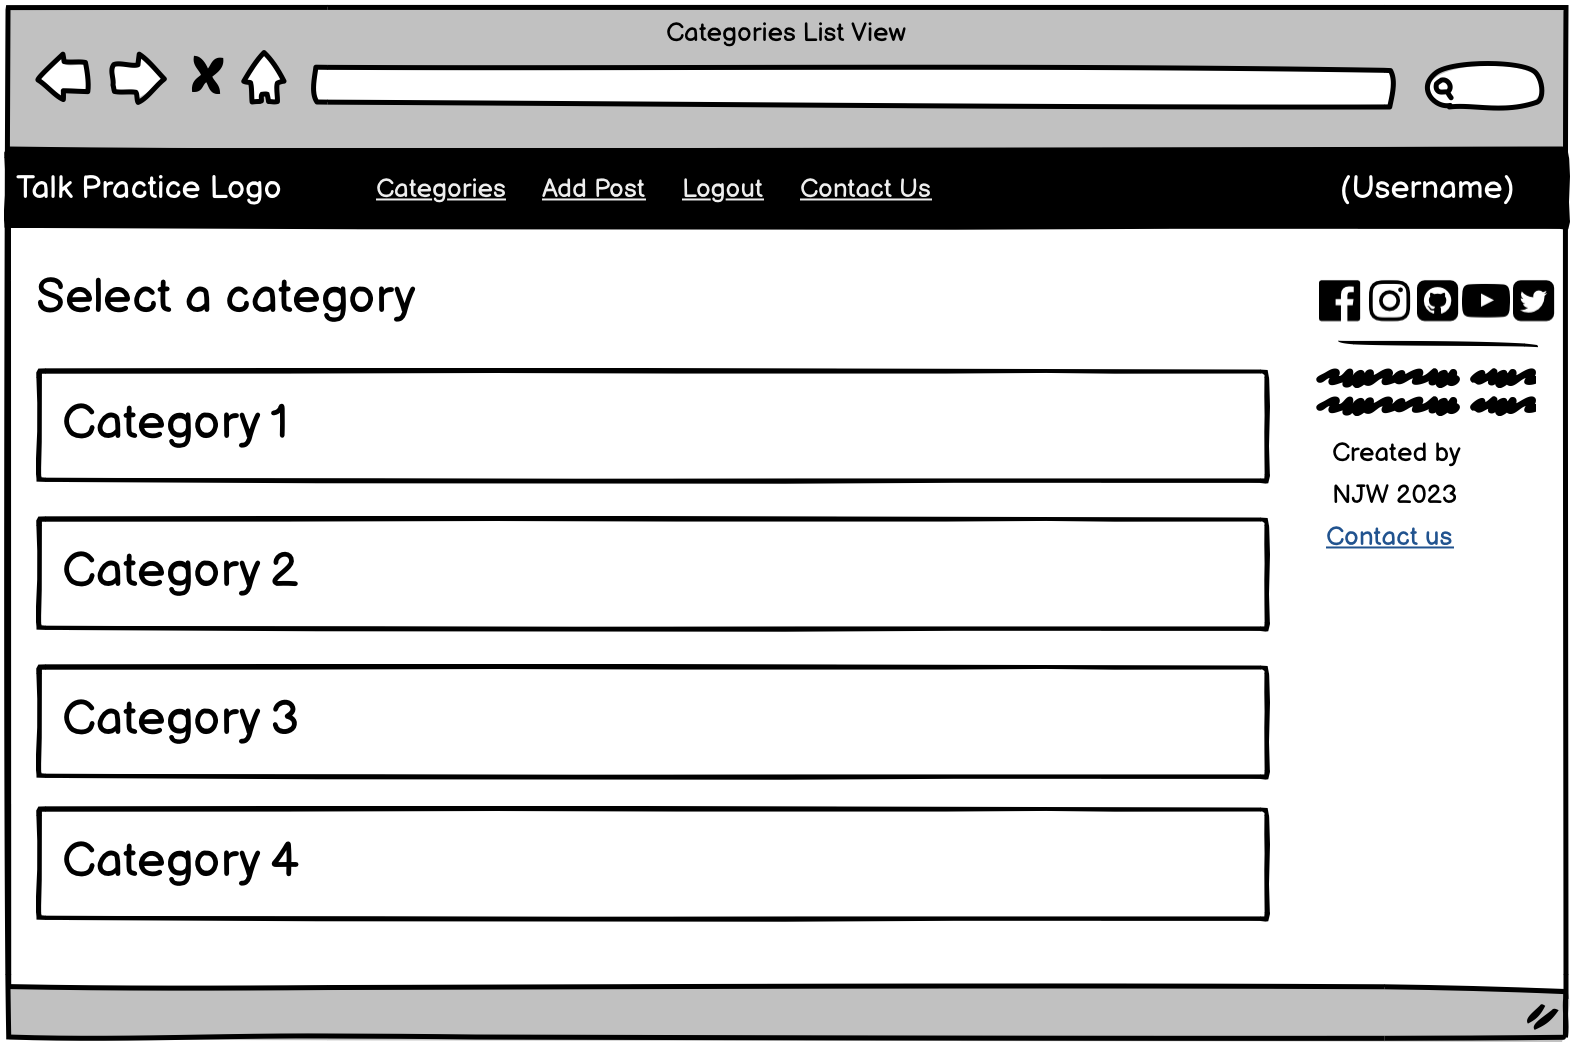 Categories List View
Talk Practice Logo Categories Add Post Logout Contact Us (Username)
Select a category
Category 1
Category 2
Category 3
Category 4
Created by
NJW 2023
Contact us